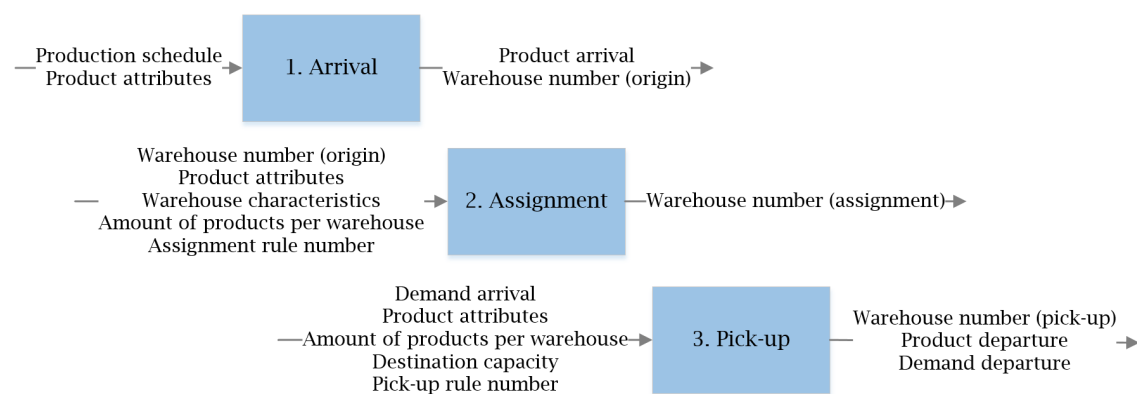 Production schedule
Product attributes
1. Arrival
Product arrival
Warehouse number (origin)
Warehouse number (origin)
Product attributes
Warehouse characteristics
Amount of products per warehouse
Assignment rule number
2. Assignment
Warehouse number (assignment)
Demand arrival
Product attributes
Amount of products per warehouse
Destination capacity
Pick-up rule number
3. Pick-up
Warehouse number (pick-up)
Product departure
Demand departure